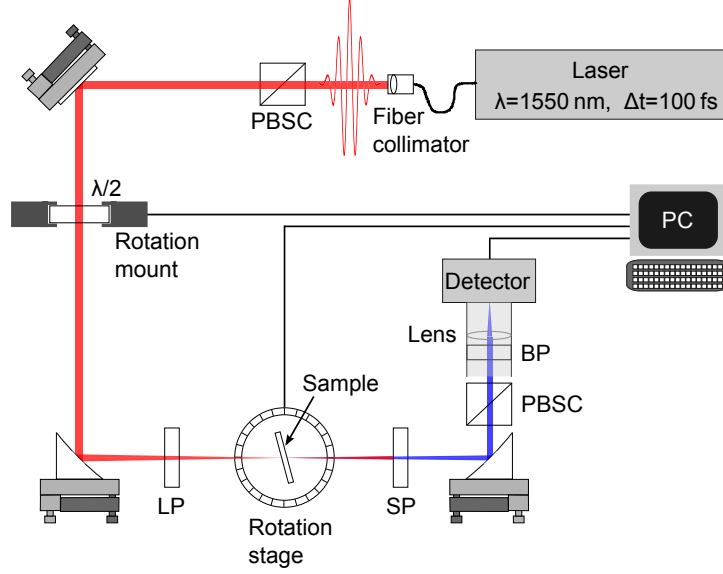 Laser
λ=1550 nm, Δt=100 fs
PBSC
Fiber
collimator
λ/2
Rotation
mount
PC
Detector
Lens
BP
PBSC
Sample
LP
SP
Rotation
stage